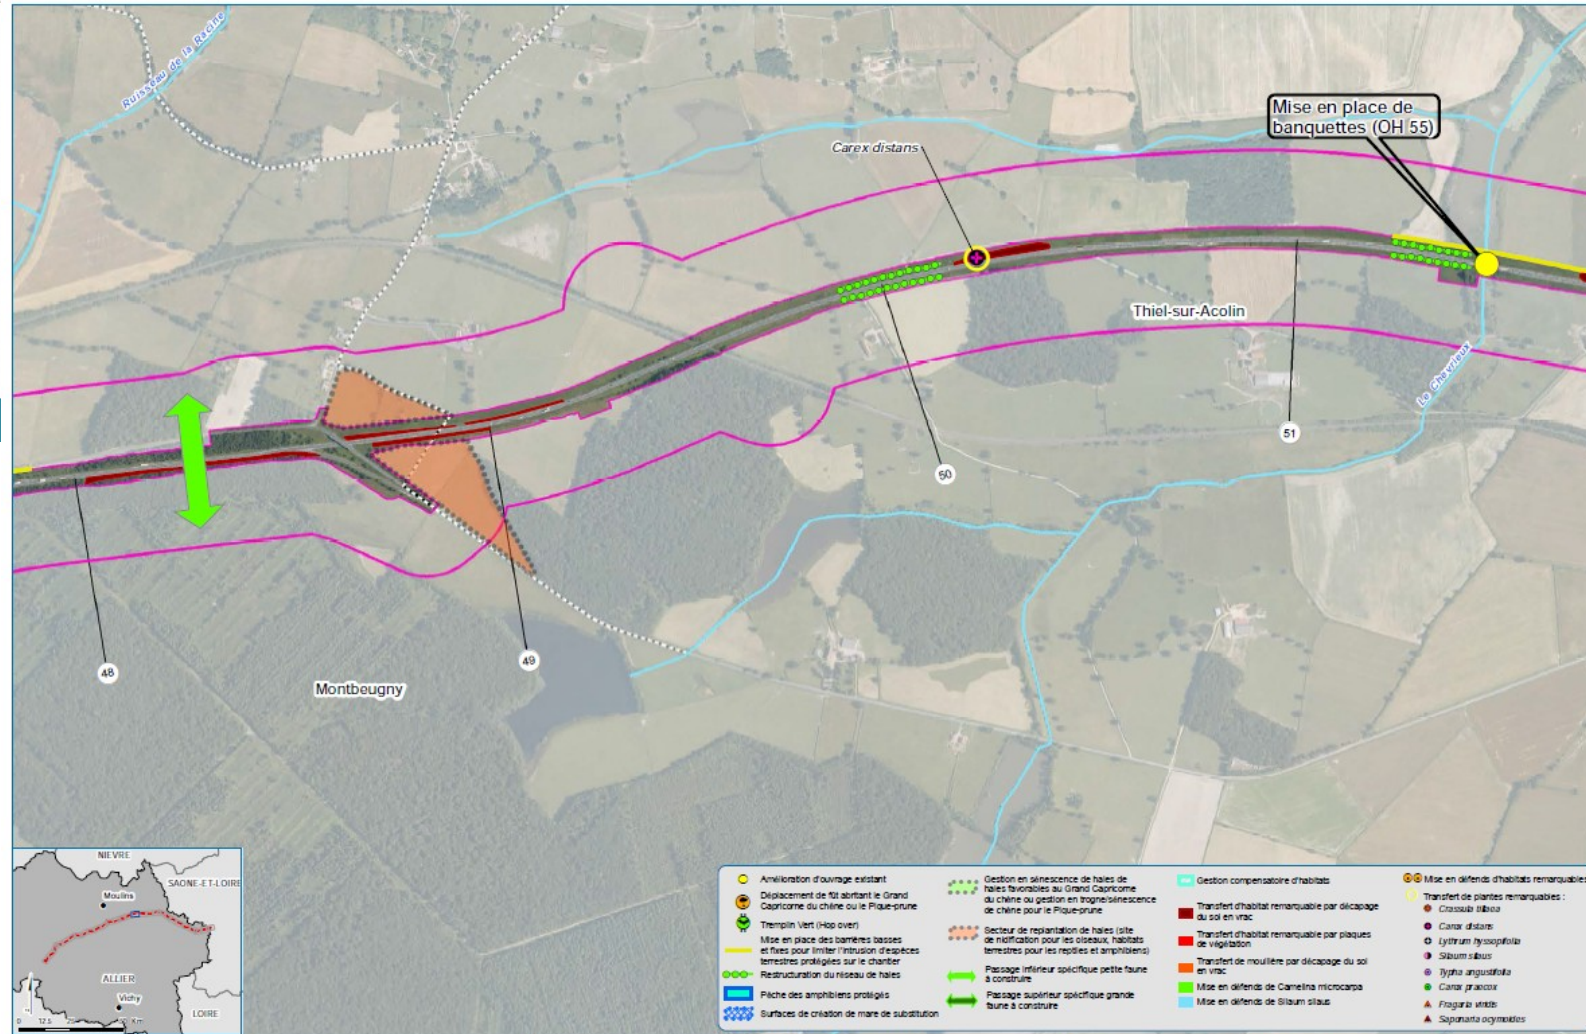 Ruisseau de la Racine
Carex distans
Mise en place de
banquettes (OH 55)
Thiel-sur-Acolin
Le Chevrieux
51
50
49
48
Montbeugny
NIEVRE
SAONE-ET-LOIRE
Moulins
ALLIER
Vichy
LOIRE
0 12.5 25 Km
Amélioration d'ouvrage existant
Déplacement de fût abritant le Grand
Capricorne du chêne ou le Pique-prune
Tremplin Vert (Hop over)
Mise en place des barrières basses
et fixes pour limiter l'intrusion d'espèces
terrestres protégées sur le chantier
Restructuration du réseau de haies
Pêche des amphibiens protégés
Surfaces de création de mare de substitution
Gestion en sénescence de haies de
haies favorables au Grand Capricorne
du chêne ou gestion en trogne/sénescence
de chêne pour le Pique-prune
Secteur de replantation de haies (site
de nidification pour les oiseaux, habitats
terrestres pour les reptiles et amphibiens)
Passage inférieur spécifique petite faune
à construire
Passage supérieur spécifique grande
faune à construire
Gestion compensatoire d'habitats
Transfert d'habitat remarquable par décapage
du sol en vrac
Transfert d'habitat remarquable par plaques
de végétation
Transfert de mouillère par décapage du sol
en vrac
Mise en défends de Camelina microcarpa
Mise en défends de Silaum silaus
Mise en défends d'habitats remarquables
Transfert de plantes remarquables :
Crassula tillaea
Carex distans
Lythrum hyssopifolia
Silaum silaus
Typha angustifolia
Carex praecox
Fragaria viridis
Saponaria ocymoides